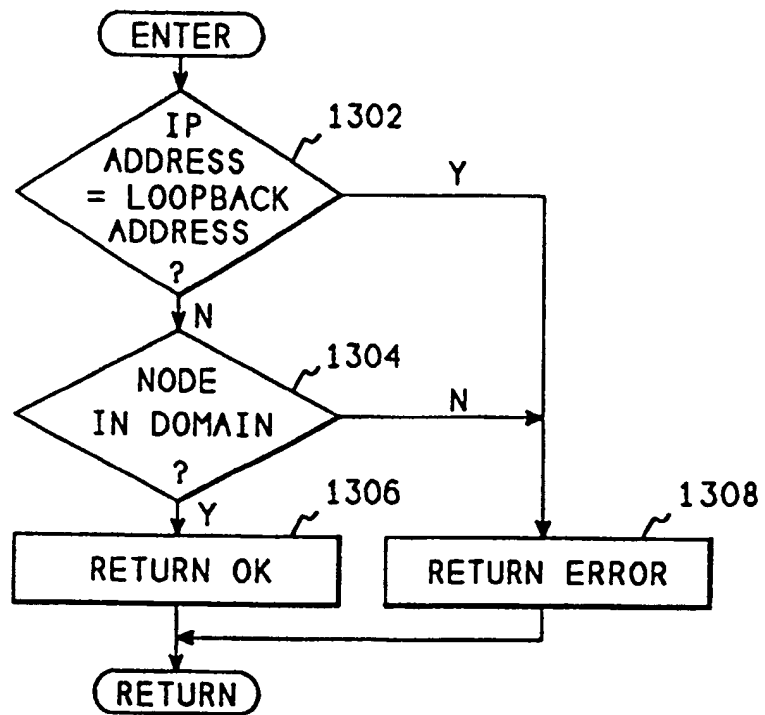 ENTER
1302
IP
ADDRESS
= LOOPBACK
ADDRESS
?
Y
N
1304
NODE
IN DOMAIN
?
N
Y
1306
RETURN OK
1308
RETURN ERROR
RETURN